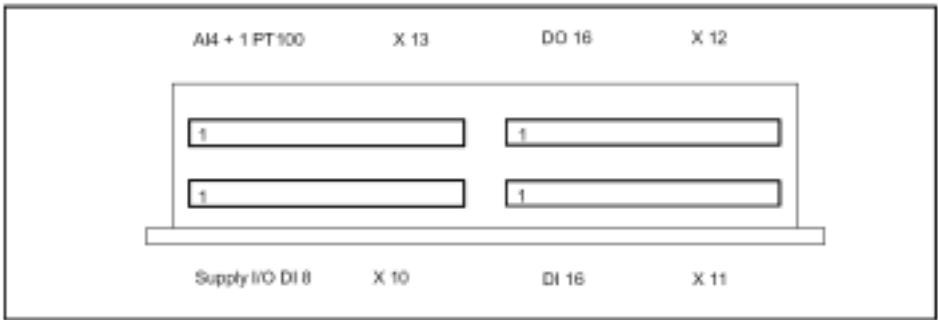 AI4 + 1 PT100 X 13 DO 16 X 12
1 1
1 1
Supply I/O DI 8 X 10 DI 16 X 11